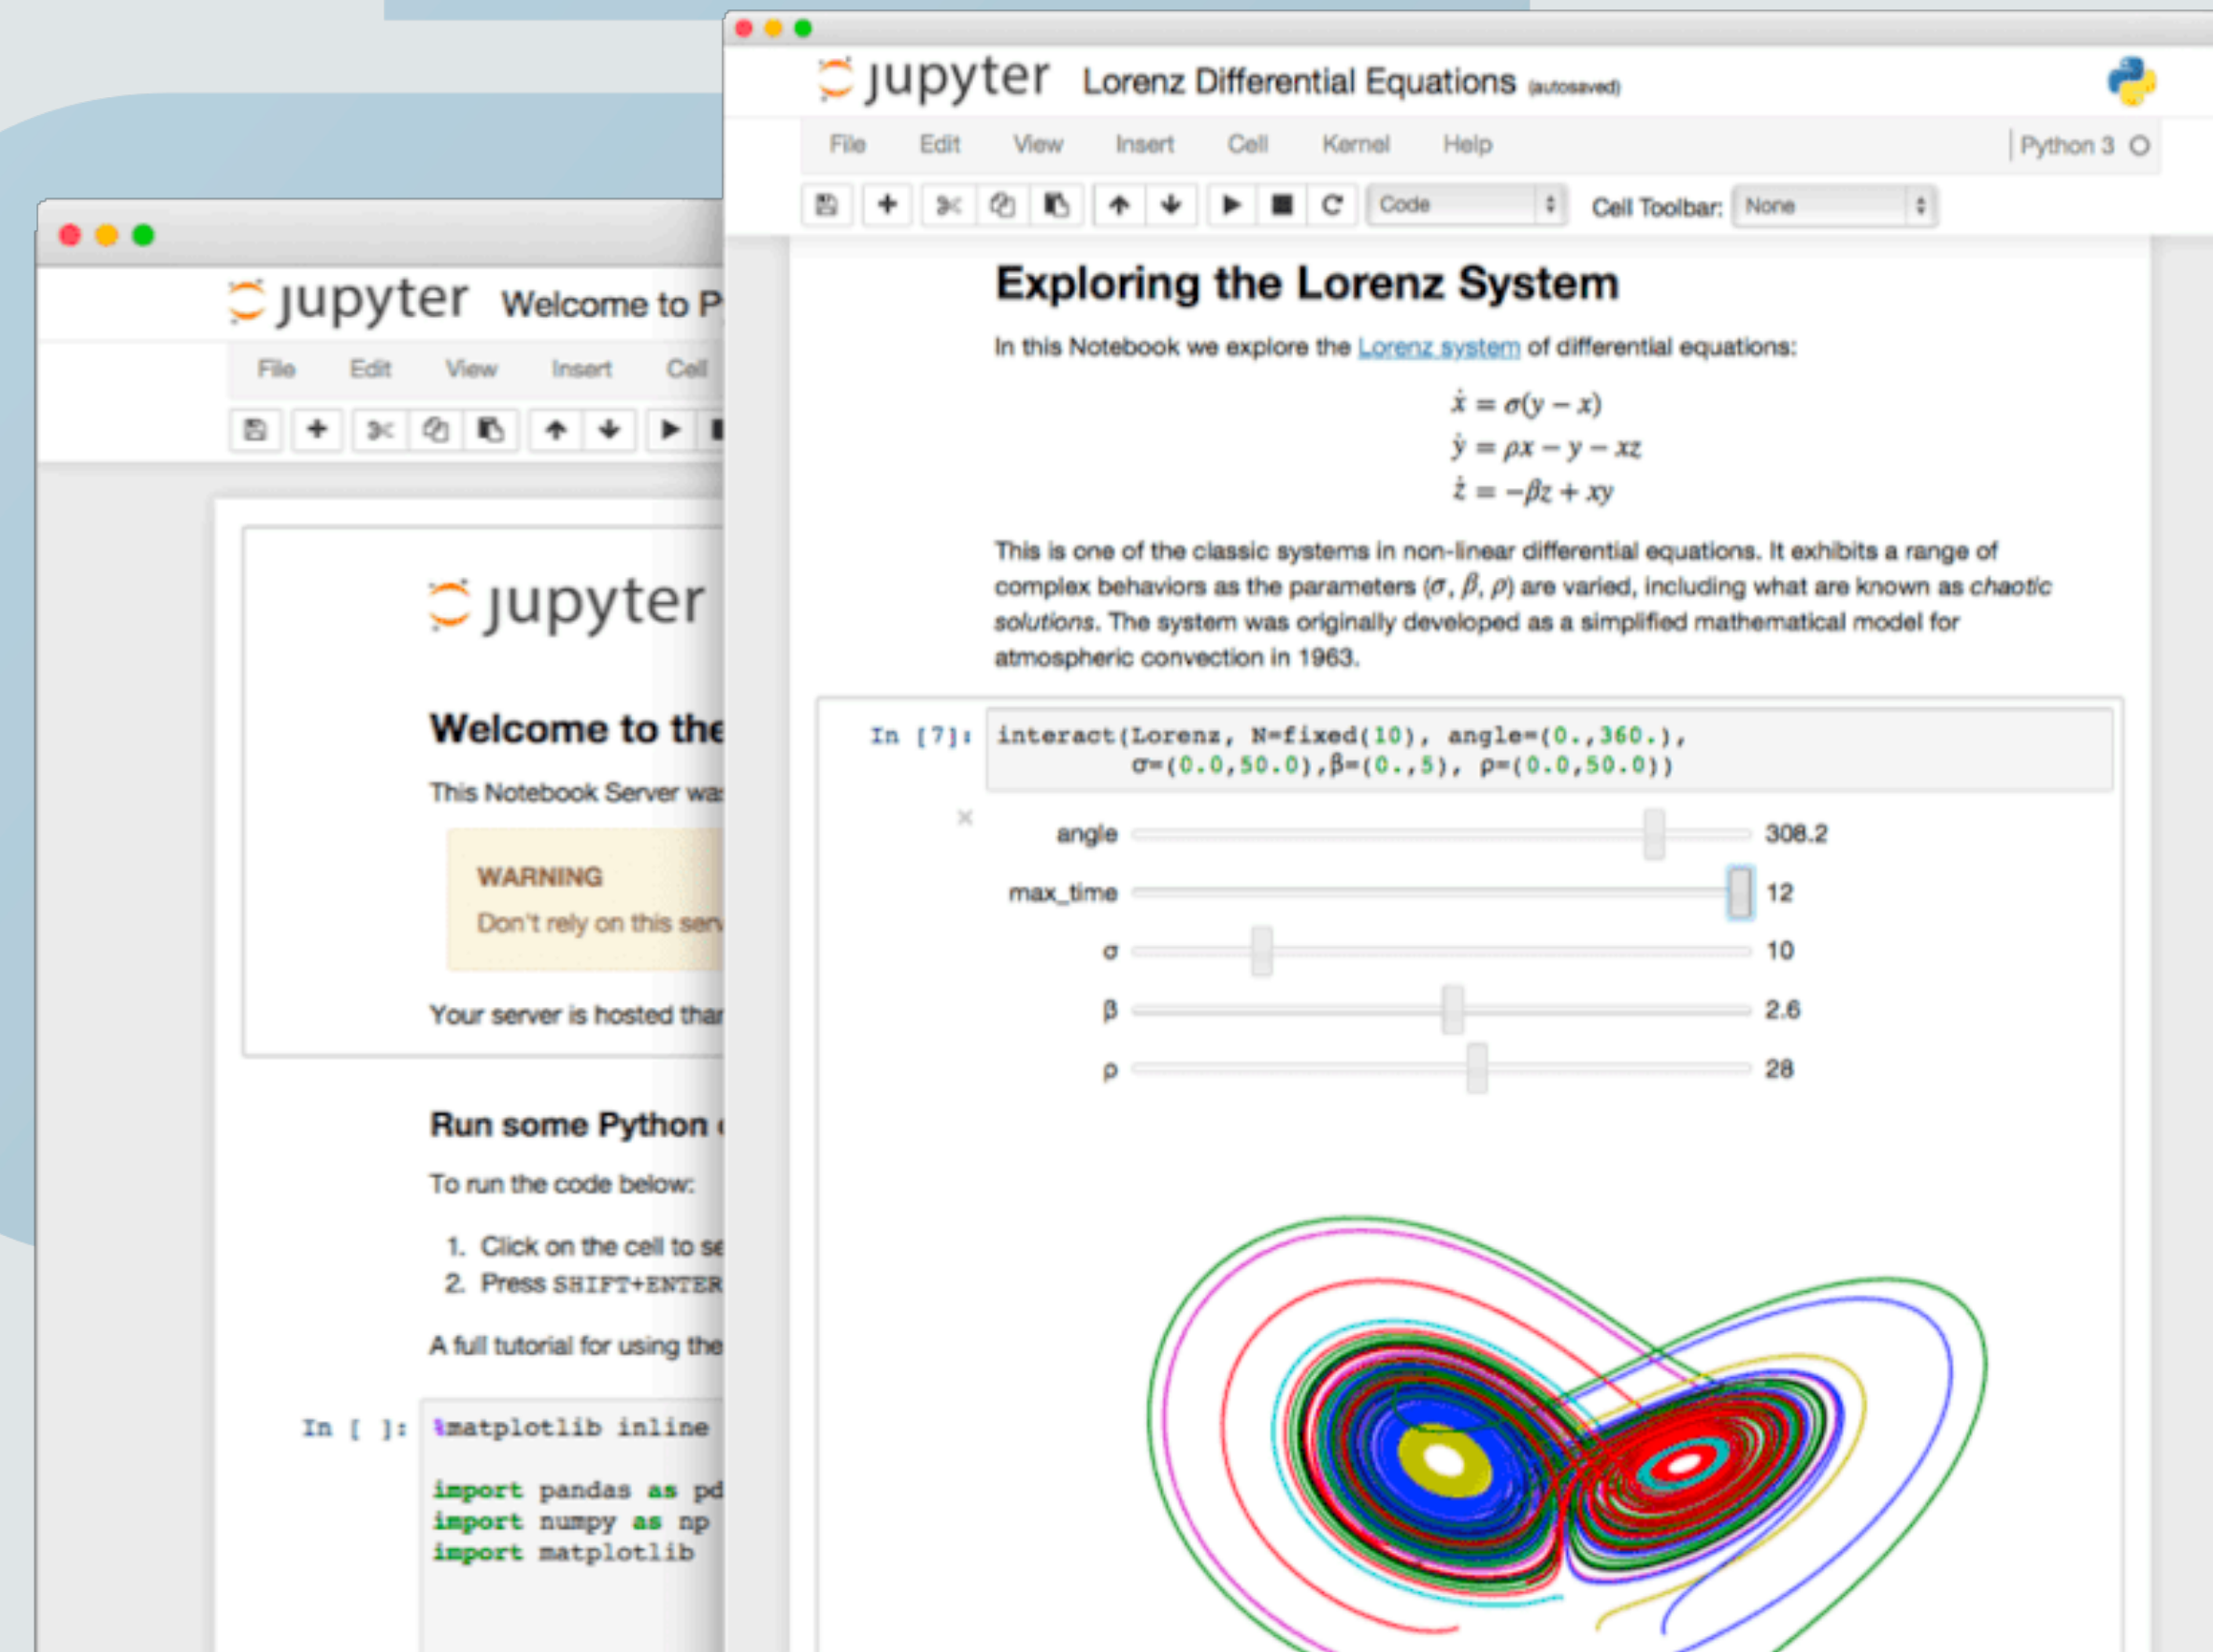 jupyter Lorenz Differential Equations (autosaved)
File Edit View Insert Cell Kernel Help Python 3
Code Cell Toolbar: None
Exploring the Lorenz System
In this Notebook we explore the Lorenz system of differential equations:
ẋ = σ(y − x)
ẏ = ρx − y − xz
ż = −βz + xy
This is one of the classic systems in non-linear differential equations. It exhibits a range of
complex behaviors as the parameters (σ, β, ρ) are varied, including what are known as chaotic
solutions. The system was originally developed as a simplified mathematical model for
atmospheric convection in 1963.
In [7]: interact(Lorenz, N=fixed(10), angle=(0.,360.),
σ=(0.0,50.0),β=(0.,5), ρ=(0.0,50.0))
angle 308.2
max_time 12
σ 10
β 2.6
ρ 28
jupyter Welcome to P
File Edit View Insert Cell
jupyter
Welcome to the
This Notebook Server was
WARNING
Don't rely on this serv
Your server is hosted than
Run some Python
To run the code below:
1. Click on the cell to se
2. Press SHIFT+ENTER
A full tutorial for using the
In [ ]: %matplotlib inline
import pandas as pd
import numpy as np
import matplotlib